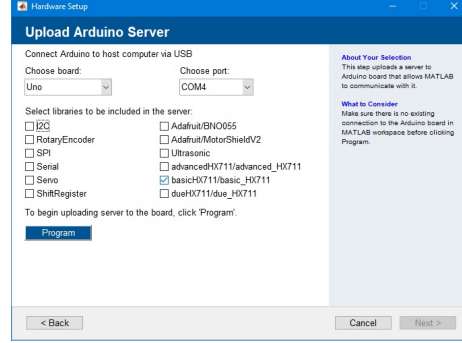 Hardware Setup
Upload Arduino Server
Connect Arduino to host computer via USB
Choose board:
Choose port:
Uno
COM4
Select libraries to be included in the server:
I2C
RotaryEncoder
SPI
Serial
Servo
ShiftRegister
Adafruit/BNO055
Adafruit/MotorShieldV2
Ultrasonic
advancedHX711/advanced_HX711
basicHX711/basic_HX711
dueHX711/due_HX711
To begin uploading server to the board, click 'Program'.
Program
About Your Selection
This step uploads a server to
Arduino board that allows MATLAB
to communicate with it.
What to Consider
Make sure there is no existing
connection to the Arduino board in
MATLAB workspace before clicking
Program.
< Back
Cancel
Next >